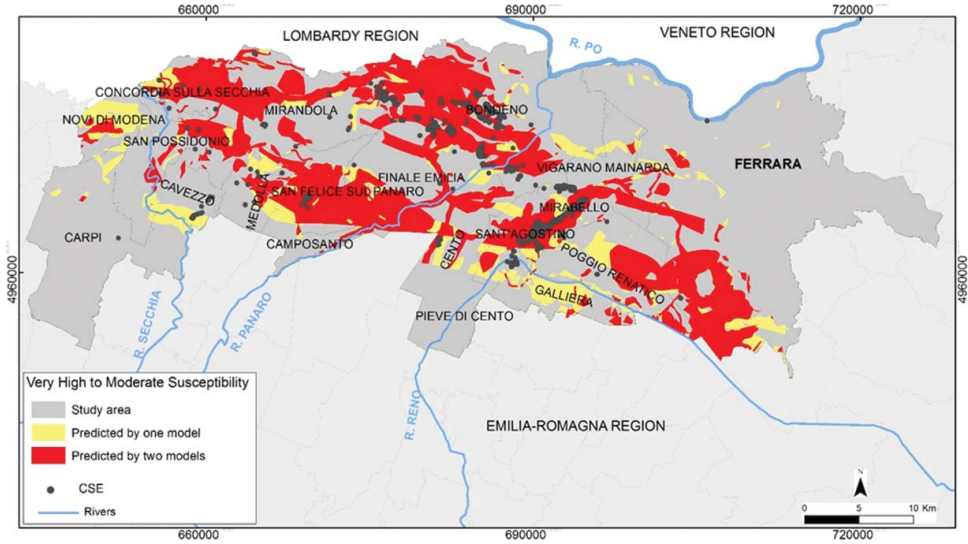 660000
690000
720000
LOMBARDY REGION
VENETO REGION
R. PO
CONCORDIA SULLA SECCHIA
MIRANDOLA
BONDENO
NOVI DI MODENA
SAN POSSIDONIO
FERRARA
VIGARANO MAINARDA
FINALE EMILIA
CAVEZZO
MEDOLLA
SAN FELICE SUL PANARO
MIRABELLO
CARPI
CAMPOSANTO
CENTO
SANT'AGOSTINO
POGGIO RENATICO
4960000
4960000
GALLIERA
PIEVE DI CENTO
R. SECCHIA
R. PANARO
R. RENO
EMILIA-ROMAGNA REGION
Very High to Moderate Susceptibility
Study area
Predicted by one model
Predicted by two models
CSE
Rivers
N
0 5 10 Km
660000
690000
720000